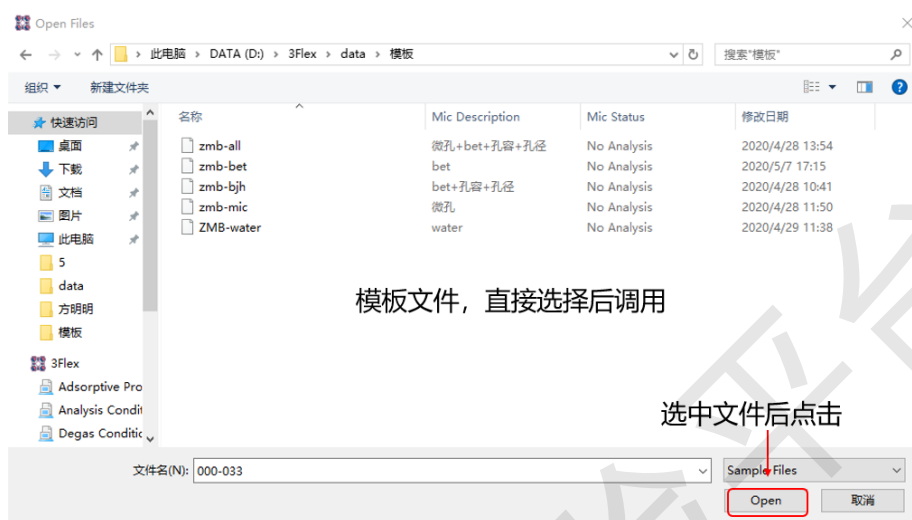 Open Files
此电脑 › DATA (D:) › 3Flex › data › 模板
搜索"模板"
组织 新建文件夹
名称 Mic Description Mic Status 修改日期
快速访问
桌面
下载
文档
图片
此电脑
5
data
方明明
模板
3Flex
Adsorptive Pro
Analysis Condit
Degas Conditic
zmb-all 微孔+bet+孔容+孔径 No Analysis 2020/4/28 13:54
zmb-bet bet No Analysis 2020/5/7 17:15
zmb-bjh bet+孔容+孔径 No Analysis 2020/4/28 10:41
zmb-mic 微孔 No Analysis 2020/4/28 11:50
ZMB-water water No Analysis 2020/4/29 11:38
模板文件，直接选择后调用
选中文件后点击
文件名(N): 000-033 Sample Files
Open 取消